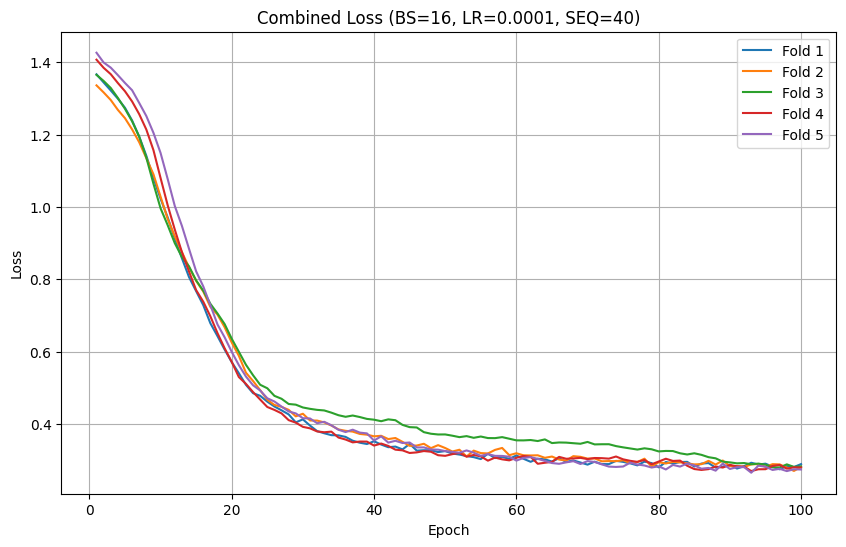 Combined Loss (BS=16, LR=0.0001, SEQ=40)
Fold 1
Fold 2
Fold 3
Fold 4
Fold 5
Loss
1.4
1.2
1.0
0.8
0.6
0.4
0
20
40
60
80
100
Epoch